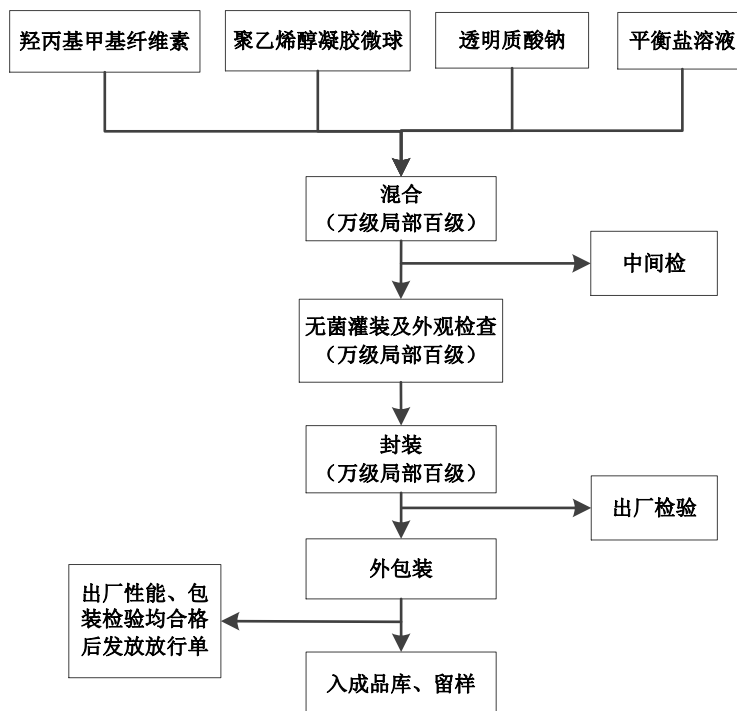 羟丙基甲基纤维素
聚乙烯醇凝胶微球
透明质酸钠
平衡盐溶液
混合
（万级局部百级）
中间检
无菌灌装及外观检查
（万级局部百级）
封装
（万级局部百级）
出厂检验
外包装
出厂性能、包
装检验均合格
后发放放行单
入成品库、留样